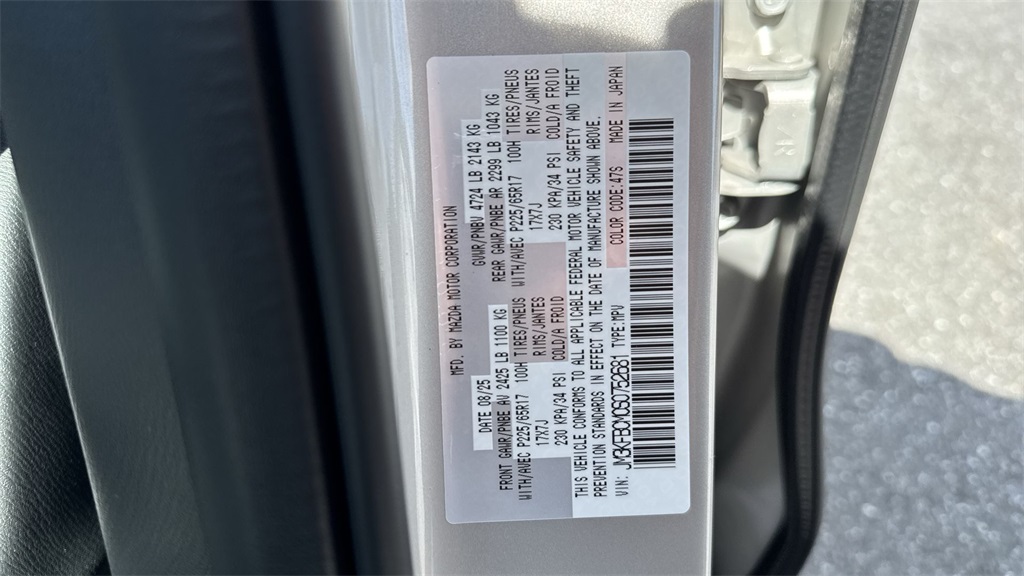 MFD. BY MAZDA MOTOR CORPORATION
DATE 08/25 GVWR/PNBV 4724 LB 2143 KG
FRONT GAWR/PNBE AV 2425 LB 1100 KG REAR GAWR/PNBE AR 2299 LB 1043 KG
WITH/AVEC P225/65R17 100H TIRES/PNEUS WITH/AVEC P225/65R17 100H TIRES/PNEUS
17X7J RIMS/JANTES 17X7J RIMS/JANTES
230 KPA/34 PSI COLD/A FROID 230 KPA/34 PSI COLD/A FROID
THIS VEHICLE CONFORMS TO ALL APPLICABLE FEDERAL MOTOR VEHICLE SAFETY AND THEFT
PREVENTION STANDARDS IN EFFECT ON THE DATE OF MANUFACTURE SHOWN ABOVE.
VIN: TYPE:MPV COLOR CODE:47S MADE IN JAPAN